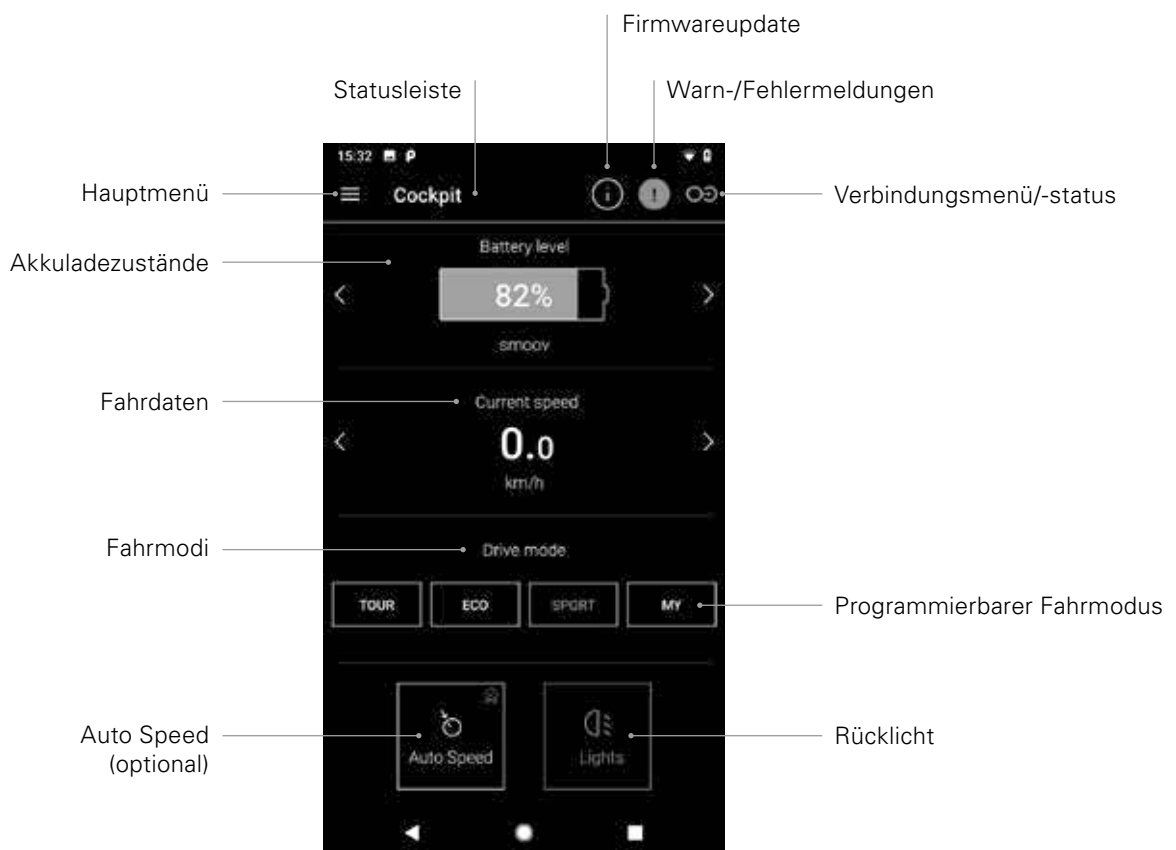 Firmwareupdate
Statusleiste
Warn-/Fehlermeldungen
15:32 P
Hauptmenü
Cockpit
i
!
Verbindungsmenü/-status
Akkuladezustände
Battery level
82%
smoov
Fahrdaten
Current speed
0.0
km/h
Fahrmodi
Drive mode
TOUR
ECO
SPORT
MY
Programmierbarer Fahrmodus
Auto Speed
(optional)
Auto Speed
Lights
Rücklicht